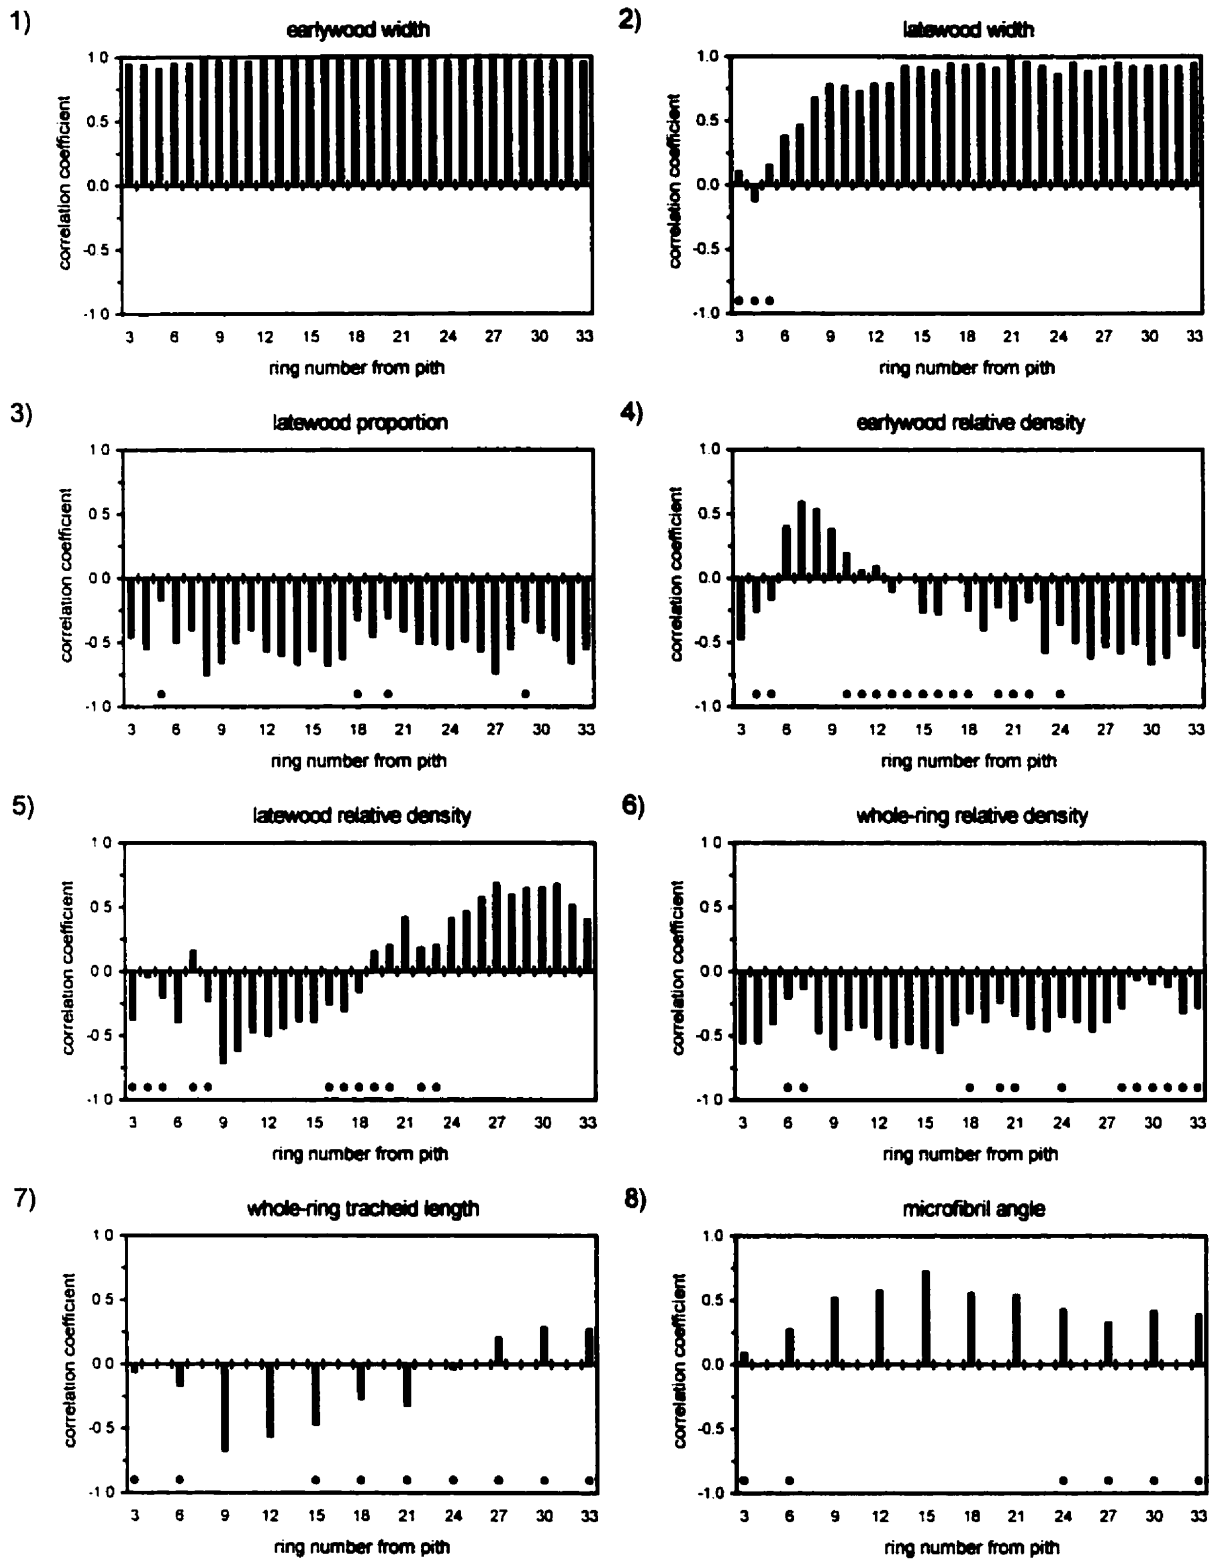 1) earlywood width
correlation coefficient
1.0
0.5
0.0
-0.5
-1.0
3 6 9 12 15 18 21 24 27 30 33
ring number from pith
2) latewood width
correlation coefficient
1.0
0.5
0.0
-0.5
-1.0
3 6 9 12 15 18 21 24 27 30 33
ring number from pith
3) latewood proportion
correlation coefficient
1.0
0.5
0.0
-0.5
-1.0
3 6 9 12 15 18 21 24 27 30 33
ring number from pith
4) earlywood relative density
correlation coefficient
1.0
0.5
0.0
-0.5
-1.0
3 6 9 12 15 18 21 24 27 30 33
ring number from pith
5) latewood relative density
correlation coefficient
1.0
0.5
0.0
-0.5
-1.0
3 6 9 12 15 18 21 24 27 30 33
ring number from pith
6) whole-ring relative density
correlation coefficient
1.0
0.5
0.0
-0.5
-1.0
3 6 9 12 15 18 21 24 27 30 33
ring number from pith
7) whole-ring tracheid length
correlation coefficient
1.0
0.5
0.0
-0.5
-1.0
3 6 9 12 15 18 21 24 27 30 33
ring number from pith
8) microfibril angle
correlation coefficient
1.0
0.5
0.0
-0.5
-1.0
3 6 9 12 15 18 21 24 27 30 33
ring number from pith